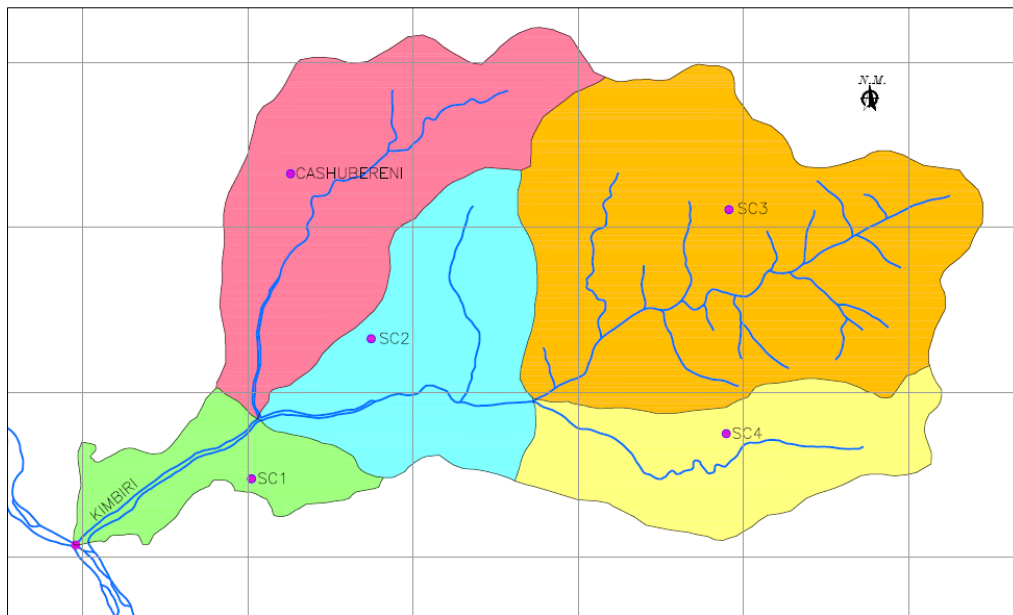 N.M.
CASHUBERENI
SC3
SC2
SC4
SC1
KIMBIRI